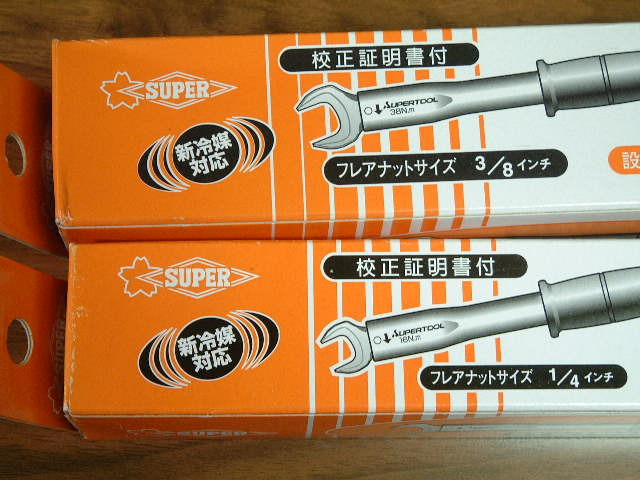 校正証明書付
SUPER
SUPERTOOL
38N.m
新冷媒
対応
フレアナットサイズ 3/8インチ
設
校正証明書付
SUPER
SUPERTOOL
16N.m
新冷媒
対応
フレアナットサイズ 1/4インチ